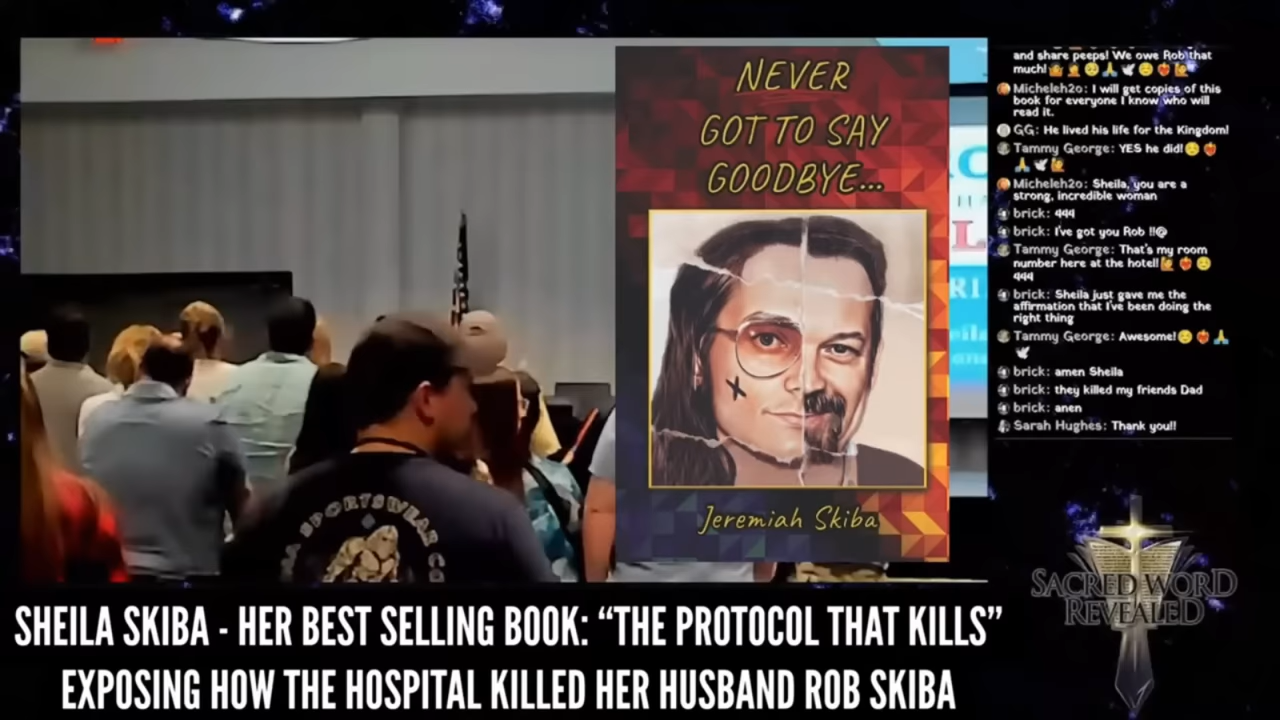 NEVER
GOT TO SAY
GOODBYE...
Jeremiah Skiba
SPORTSWEAR CO
and share peeps! We owe Rob that
much!
Micheleh2o: I will get copies of this
book for everyone I know who will
read it.
GG: He lived his life for the Kingdom!
Tammy George: YES he did!
Micheleh2o: Sheila, you are a
strong, incredible woman
brick: 444
brick: I've got you Rob !!@
Tammy George: That's my room
number here at the hotel!
444
brick: Sheila just gave me the
affirmation that I've been doing the
right thing
Tammy George: Awesome!
brick: amen Sheila
brick: they killed my friends Dad
brick: anen
Sarah Hughes: Thank you!!
SACRED WORD
REVEALED
SHEILA SKIBA - HER BEST SELLING BOOK: “THE PROTOCOL THAT KILLS”
EXPOSING HOW THE HOSPITAL KILLED HER HUSBAND ROB SKIBA